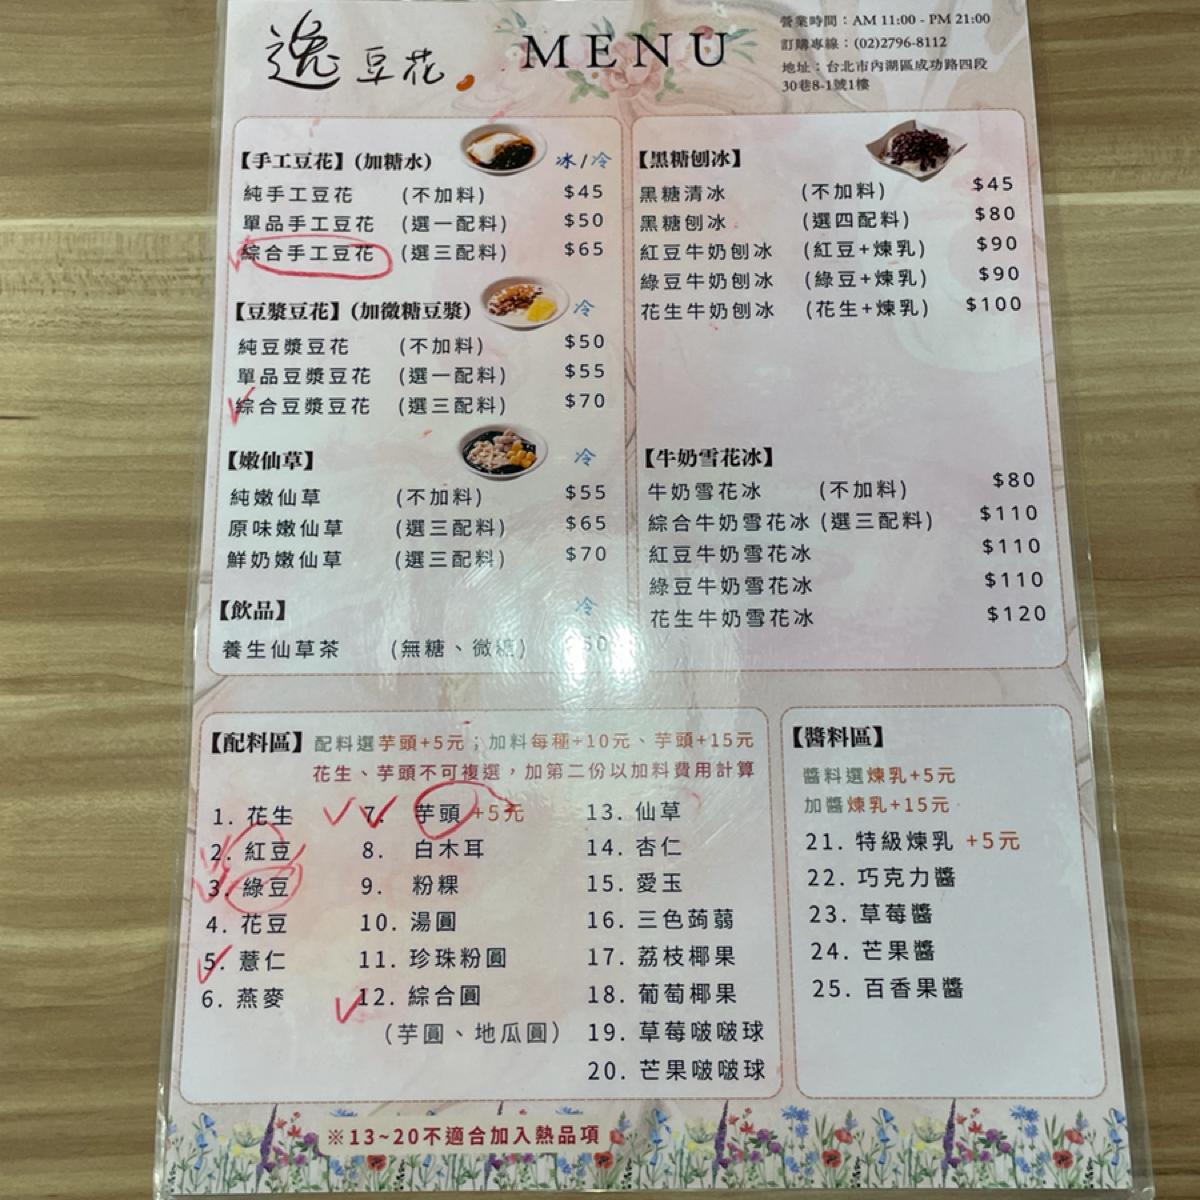 逸豆花 MENU
營業時間：AM 11:00 - PM 21:00
訂購專線：(02)2796-8112
地址：台北市內湖區成功路四段
30巷8-1號1樓
【手工豆花】(加糖水) 冰/冷
純手工豆花 (不加料) $45
單品手工豆花 (選一配料) $50
綜合手工豆花 (選三配料) $65
【豆漿豆花】(加微糖豆漿) 冷
純豆漿豆花 (不加料) $50
單品豆漿豆花 (選一配料) $55
綜合豆漿豆花 (選三配料) $70
【嫩仙草】 冷
純嫩仙草 (不加料) $55
原味嫩仙草 (選三配料) $65
鮮奶嫩仙草 (選三配料) $70
【飲品】 冷
養生仙草茶 (無糖、微糖)
【黑糖刨冰】
黑糖清冰 (不加料) $45
黑糖刨冰 (選四配料) $80
紅豆牛奶刨冰 (紅豆+煉乳) $90
綠豆牛奶刨冰 (綠豆+煉乳) $90
花生牛奶刨冰 (花生+煉乳) $100
【牛奶雪花冰】
牛奶雪花冰 (不加料) $80
綜合牛奶雪花冰 (選三配料) $110
紅豆牛奶雪花冰 $110
綠豆牛奶雪花冰 $110
花生牛奶雪花冰 $120
【配料區】配料選芋頭+5元；加料每種+10元、芋頭+15元
花生、芋頭不可複選，加第二份以加料費用計算
1. 花生
2. 紅豆
3. 綠豆
4. 花豆
5. 薏仁
6. 燕麥
7. 芋頭 +5元
8. 白木耳
9. 粉粿
10. 湯圓
11. 珍珠粉圓
12. 綜合圓
（芋圓、地瓜圓）
13. 仙草
14. 杏仁
15. 愛玉
16. 三色蒟蒻
17. 荔枝椰果
18. 葡萄椰果
19. 草莓啵啵球
20. 芒果啵啵球
【醬料區】
醬料選煉乳+5元
加醬煉乳+15元
21. 特級煉乳 +5元
22. 巧克力醬
23. 草莓醬
24. 芒果醬
25. 百香果醬
※13~20不適合加入熱品項